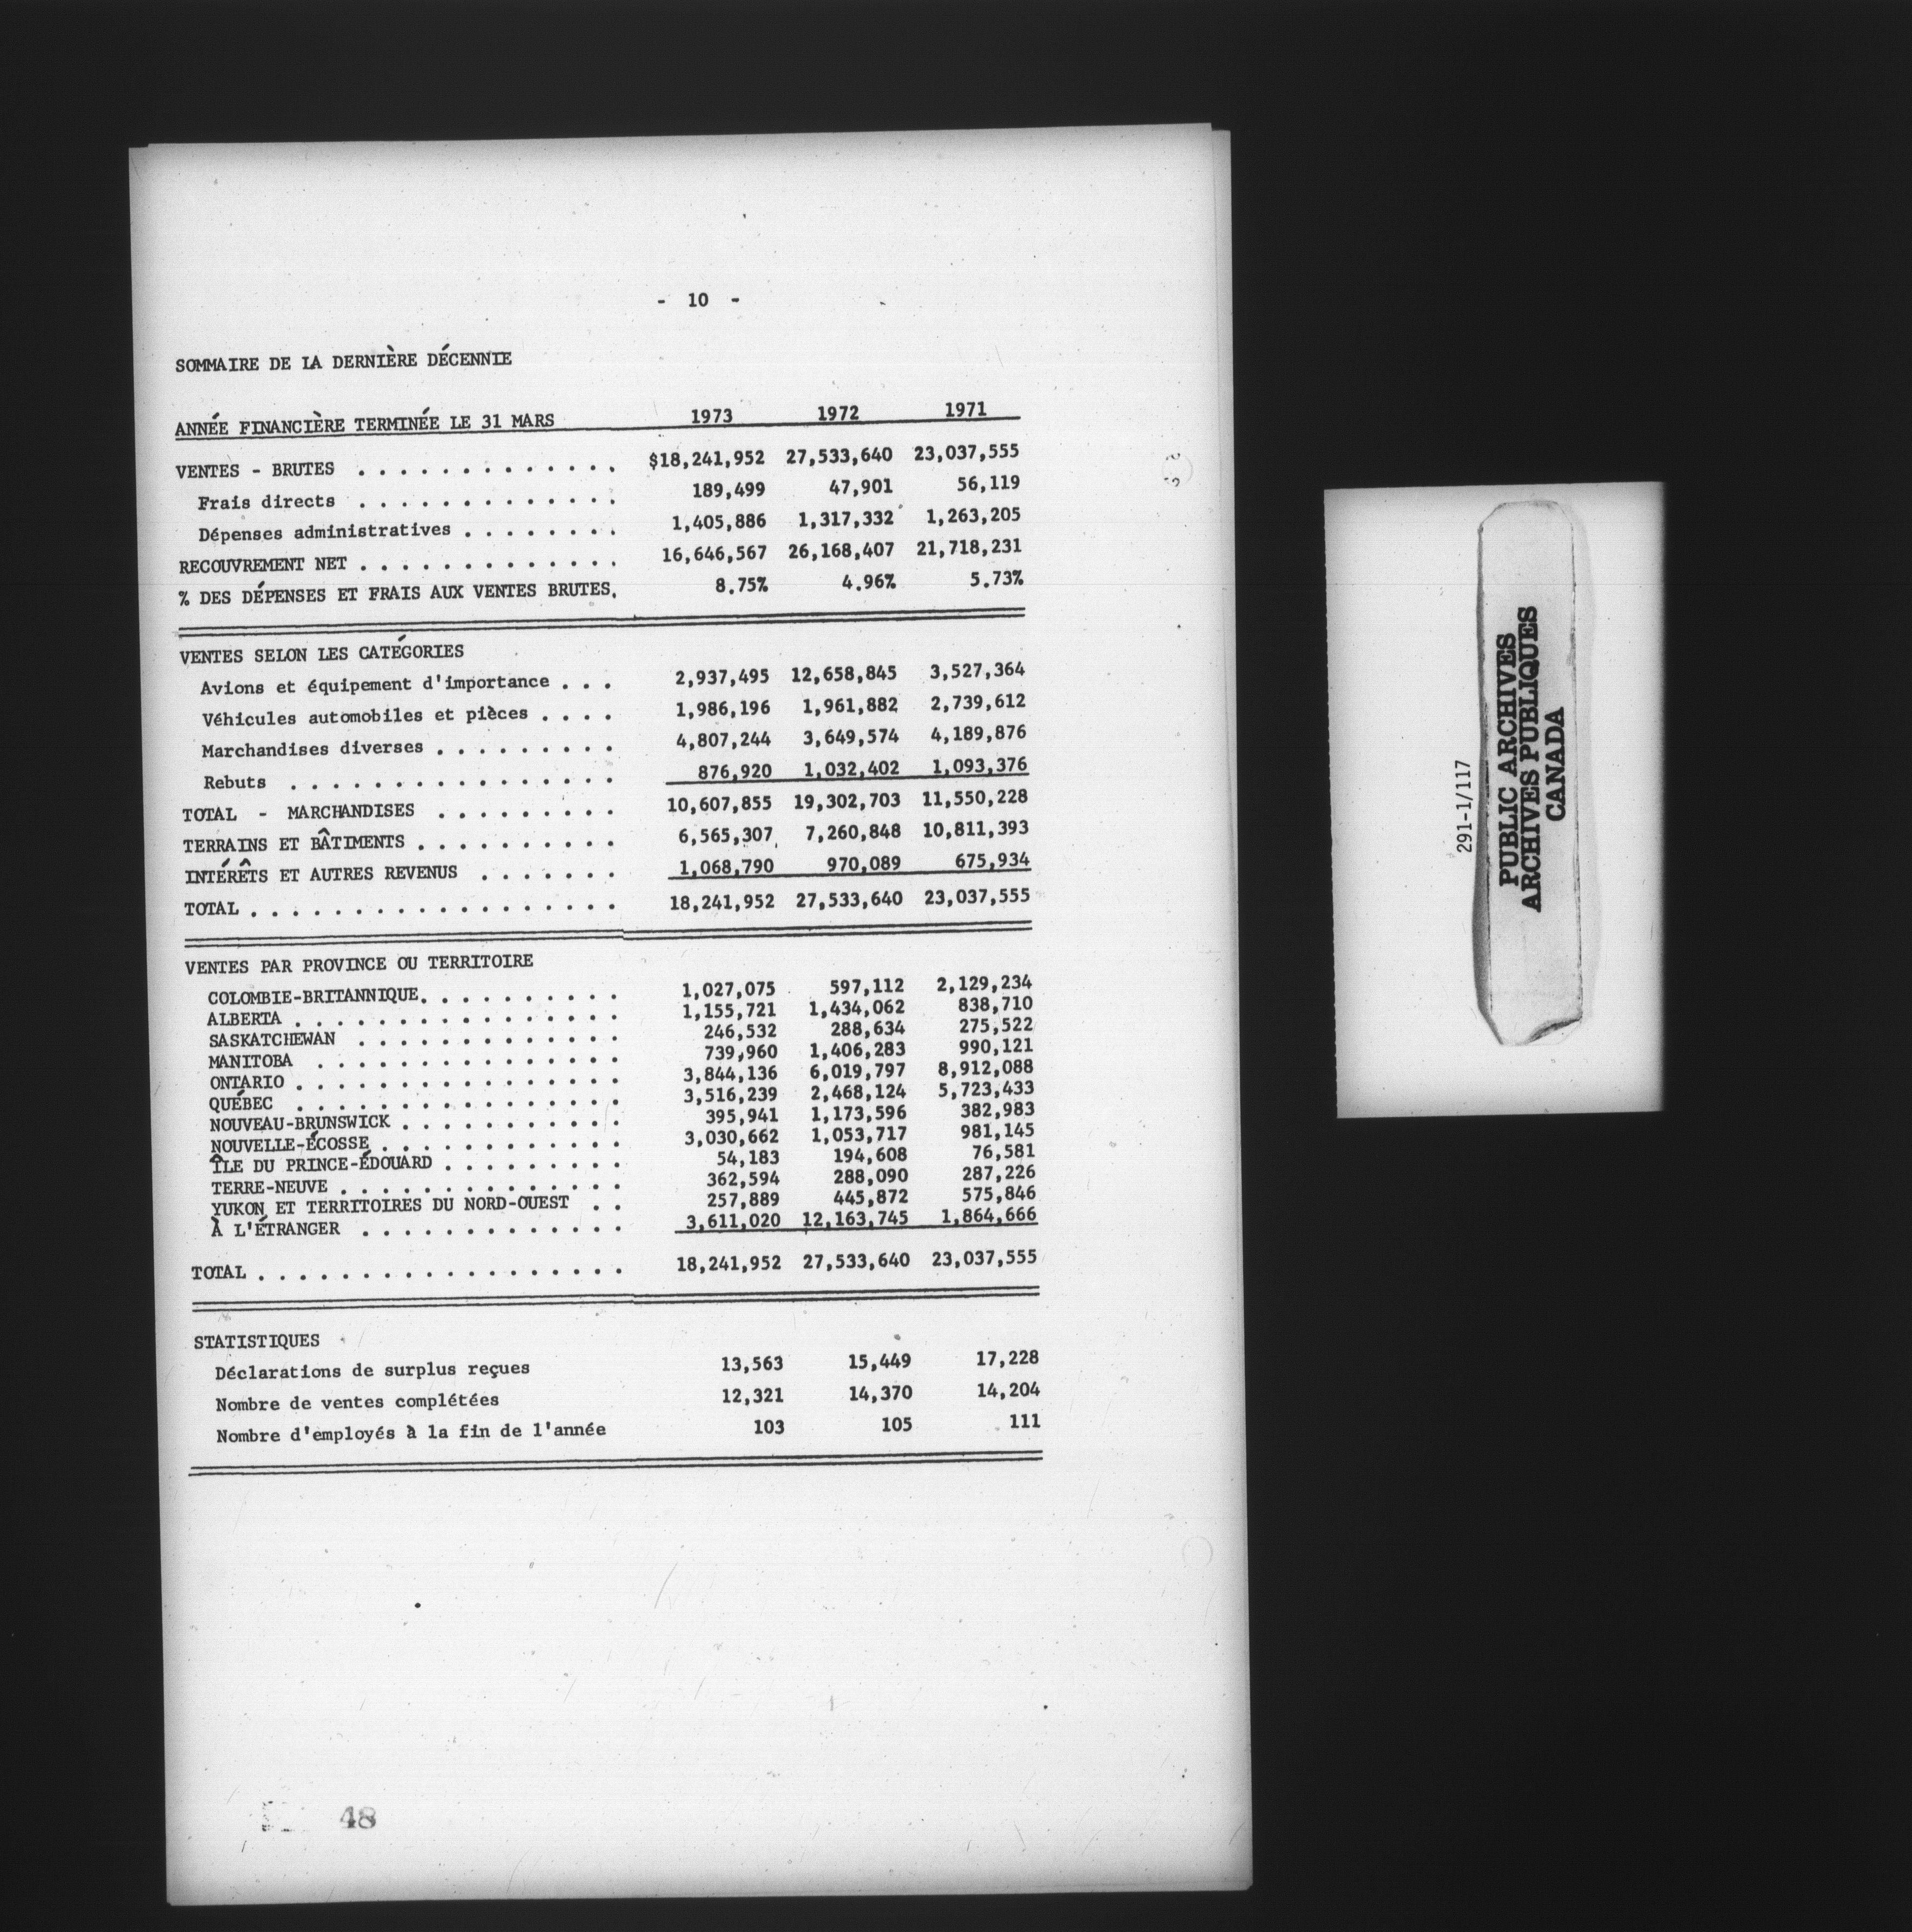 - 10 -
SOMMAIRE DE LA DERNIÈRE DÉCENNIE
ANNÉE FINANCIÈRE TERMINÉE LE 31 MARS 1973 1972 1971
VENTES - BRUTES . . . . . . . . . . . . . $18,241,952 27,533,640 23,037,555
Frais directs . . . . . . . . . . . . . 189,499 47,901 56,119
Dépenses administratives . . . . . . . . 1,405,886 1,317,332 1,263,205
RECOUVREMENT NET . . . . . . . . . . . . . 16,646,567 26,168,407 21,718,231
% DES DÉPENSES ET FRAIS AUX VENTES BRUTES. 8.75% 4.96% 5.73%
VENTES SELON LES CATÉGORIES
Avions et équipement d'importance . . . 2,937,495 12,658,845 3,527,364
Véhicules automobiles et pièces . . . . 1,986,196 1,961,882 2,739,612
Marchandises diverses . . . . . . . . . 4,807,244 3,649,574 4,189,876
Rebuts . . . . . . . . . . . . . . . . 876,920 1,032,402 1,093,376
TOTAL - MARCHANDISES . . . . . . . . . 10,607,855 19,302,703 11,550,228
TERRAINS ET BÂTIMENTS . . . . . . . . . . 6,565,307 7,260,848 10,811,393
INTÉRÊTS ET AUTRES REVENUS . . . . . . . 1,068,790 970,089 675,934
TOTAL . . . . . . . . . . . . . . . . . . 18,241,952 27,533,640 23,037,555
VENTES PAR PROVINCE OU TERRITOIRE
COLOMBIE-BRITANNIQUE. . . . . . . . . . 1,027,075 597,112 2,129,234
ALBERTA . . . . . . . . . . . . . . . . 1,155,721 1,434,062 838,710
SASKATCHEWAN . . . . . . . . . . . . . 246,532 288,634 275,522
MANITOBA . . . . . . . . . . . . . . . 739,960 1,406,283 990,121
ONTARIO . . . . . . . . . . . . . . . . 3,844,136 6,019,797 8,912,088
QUÉBEC . . . . . . . . . . . . . . . . 3,516,239 2,468,124 5,723,433
NOUVEAU-BRUNSWICK . . . . . . . . . . . 395,941 1,173,596 382,983
NOUVELLE-ÉCOSSE . . . . . . . . . . . . 3,030,662 1,053,717 981,145
ÎLE DU PRINCE-ÉDOUARD . . . . . . . . . 54,183 194,608 76,581
TERRE-NEUVE . . . . . . . . . . . . . . 362,594 288,090 287,226
YUKON ET TERRITOIRES DU NORD-OUEST . . 257,889 445,872 575,846
À L'ÉTRANGER . . . . . . . . . . . . . 3,611,020 12,163,745 1,864,666
TOTAL . . . . . . . . . . . . . . . . . . 18,241,952 27,533,640 23,037,555
STATISTIQUES
Déclarations de surplus reçues 13,563 15,449 17,228
Nombre de ventes complétées 12,321 14,370 14,204
Nombre d'employés à la fin de l'année 103 105 111
48
291-1/117
PUBLIC ARCHIVES
ARCHIVES PUBLIQUES
CANADA